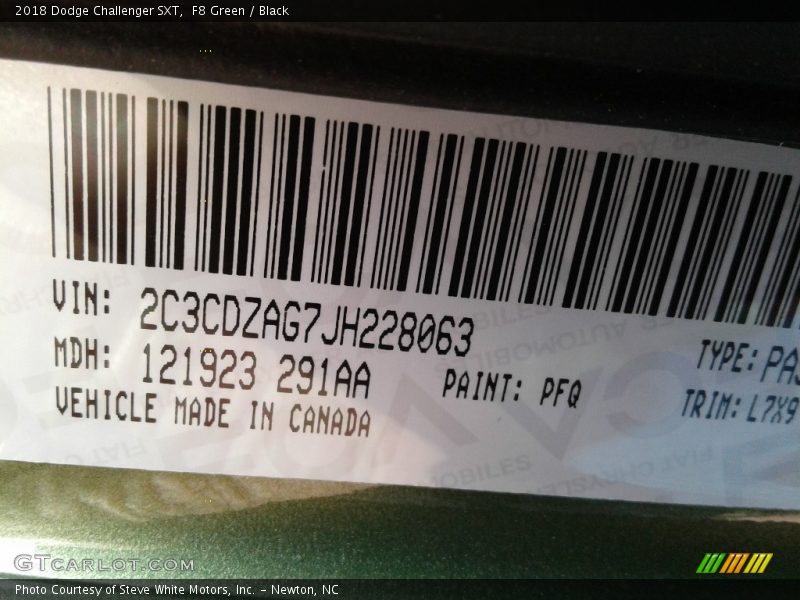 2018 Dodge Challenger SXT, F8 Green / Black
VIN: 2C3CDZAG7JH228063
MDH: 121923 291AA
PAINT: PFQ
TYPE: PAS
VEHICLE MADE IN CANADA
TRIM: L7X9
GTCARLOT.COM
Photo Courtesy of Steve White Motors, Inc. – Newton, NC